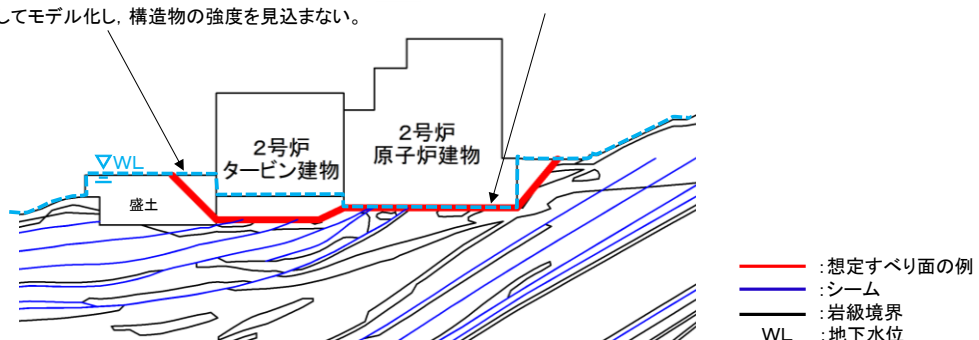 してモデル化し，構造物の強度を見込まない。
2号炉
原子炉建物
2号炉
タービン建物
▽WL
盛土
：想定すべり面の例
：シーム
：岩級境界
WL ：地下水位